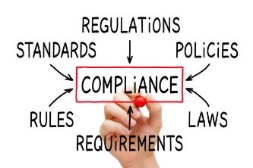 REGULATiONS
STANDARDS
POLiCiES
COMPLiANCE
RULES
LAWS
REQUiREMENTS